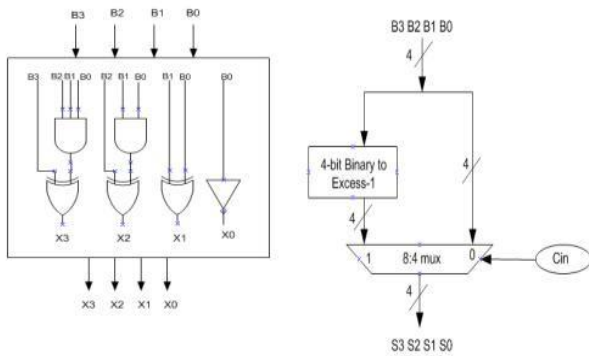 B3 B2 B1 B0
B3 B2 B1 B0 B2 B1 B0 B1 B0 B0
X3 X2 X1 X0
X3 X2 X1 X0
B3 B2 B1 B0
4
4-bit Binary to
Excess-1
4
4
1 8:4 mux 0
Cin
4
S3 S2 S1 S0